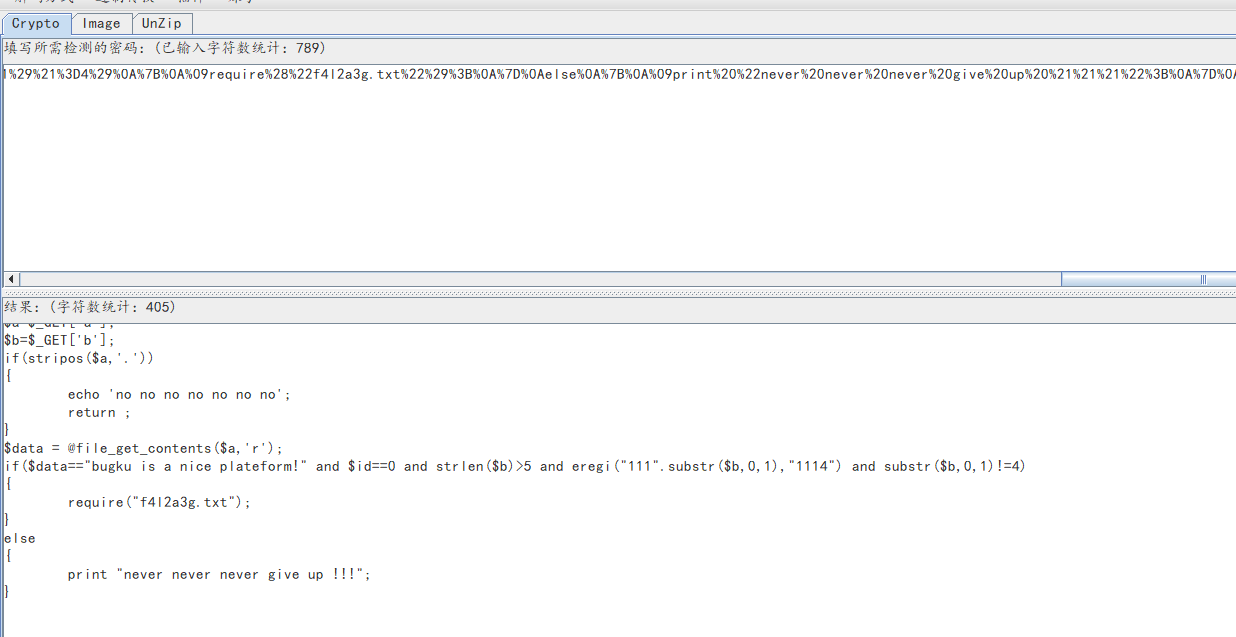 Crypto Image UnZip
填写所需检测的密码：(已输入字符数统计：789)
%29%21%3D4%29%0A%7B%0A%09require%28%22f4l2a3g.txt%22%29%3B%0A%7D%0Aelse%0A%7B%0A%09print%20%22never%20never%20never%20give%20up%20%21%21%21%22%3B%0A%7D%0A
结果：(字符数统计：405)
$a=$_GET['a'];
$b=$_GET['b'];
if(stripos($a,'.'))
{
echo 'no no no no no no no';
return ;
}
$data = @file_get_contents($a,'r');
if($data=="bugku is a nice plateform!" and $id==0 and strlen($b)>5 and eregi("111".substr($b,0,1),"1114") and substr($b,0,1)!=4)
{
require("f4l2a3g.txt");
}
else
{
print "never never never give up !!!";
}